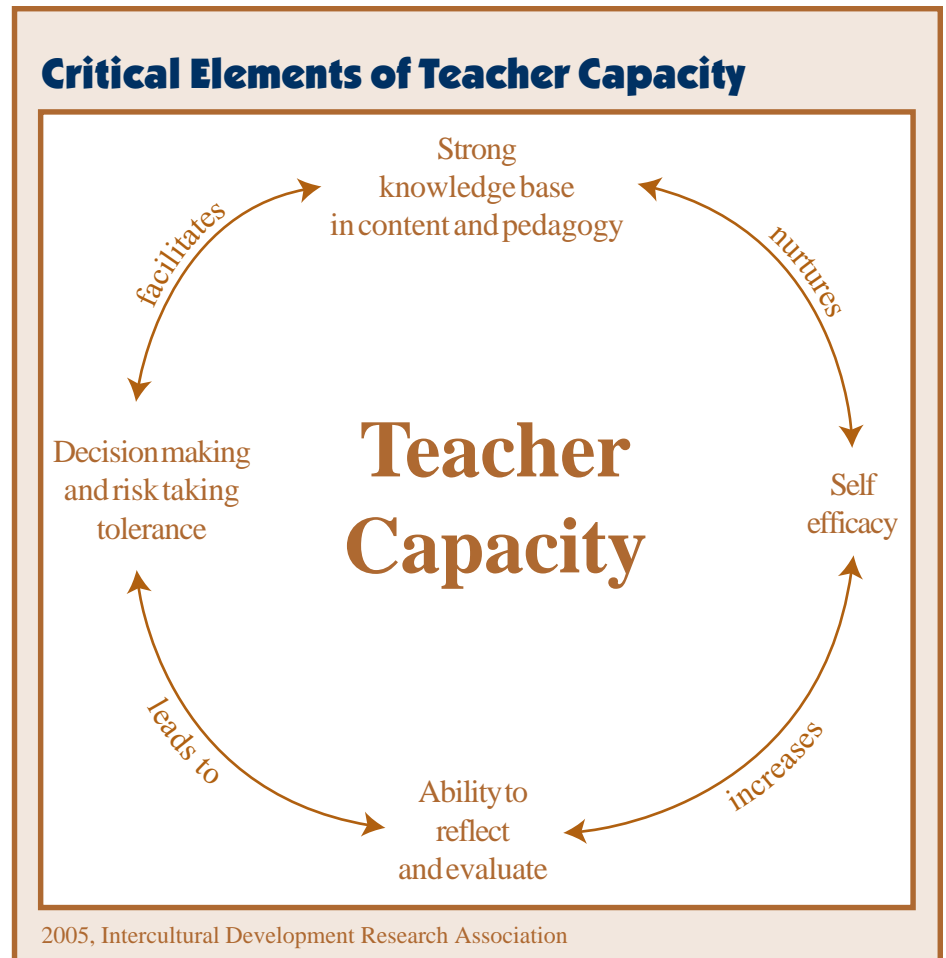 Critical Elements of Teacher Capacity
Strong
knowledge base
in content and pedagogy
facilitates
nurtures
Teacher
Capacity
Decision making
and risk taking
tolerance
Self
efficacy
leads to
increases
Ability to
reflect
and evaluate
2005, Intercultural Development Research Association